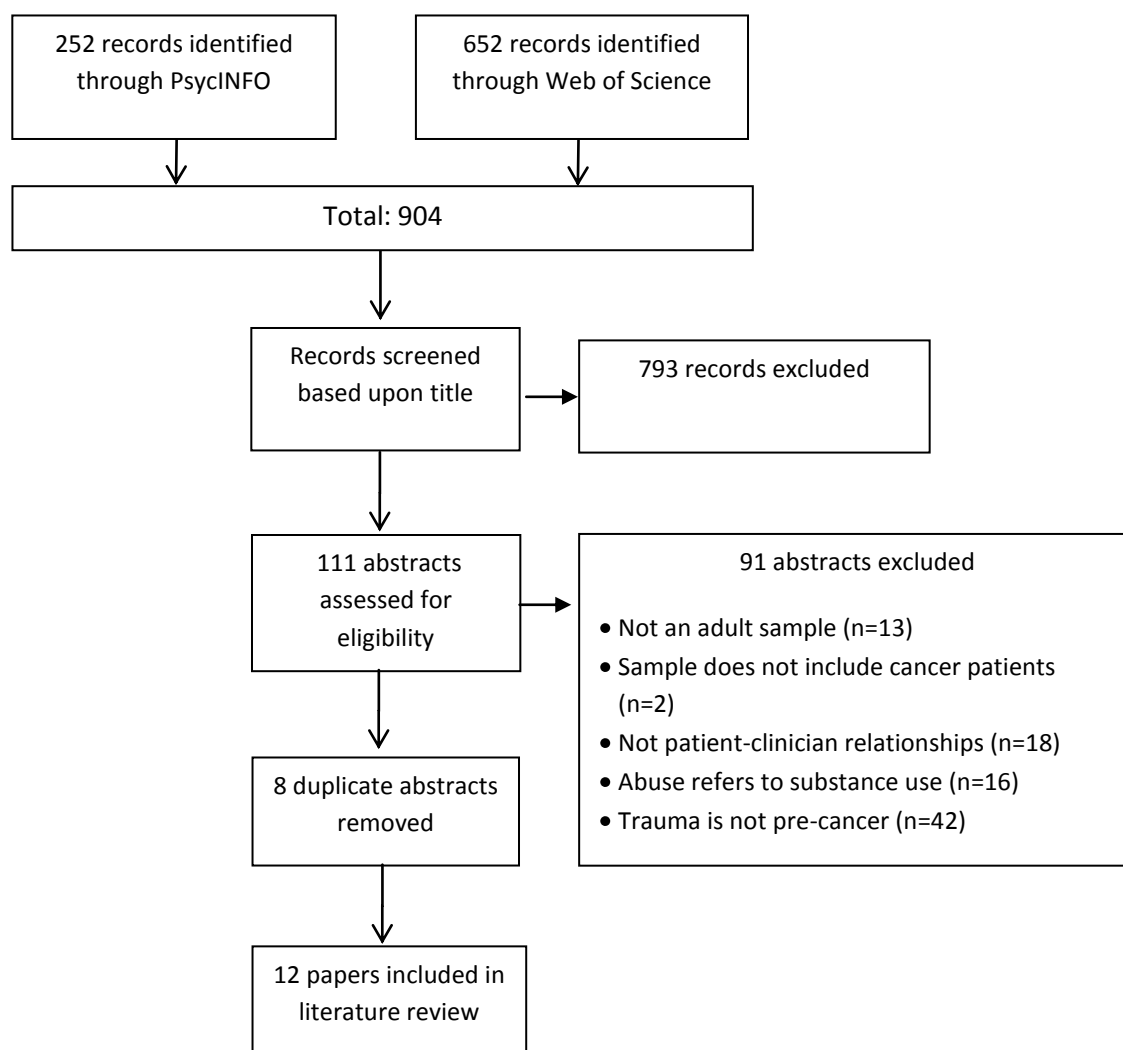 252 records identified
through PsycINFO
652 records identified
through Web of Science
Total: 904
Records screened
based upon title
793 records excluded
111 abstracts
assessed for
eligibility
91 abstracts excluded
• Not an adult sample (n=13)
• Sample does not include cancer patients
(n=2)
• Not patient-clinician relationships (n=18)
• Abuse refers to substance use (n=16)
• Trauma is not pre-cancer (n=42)
8 duplicate abstracts
removed
12 papers included in
literature review